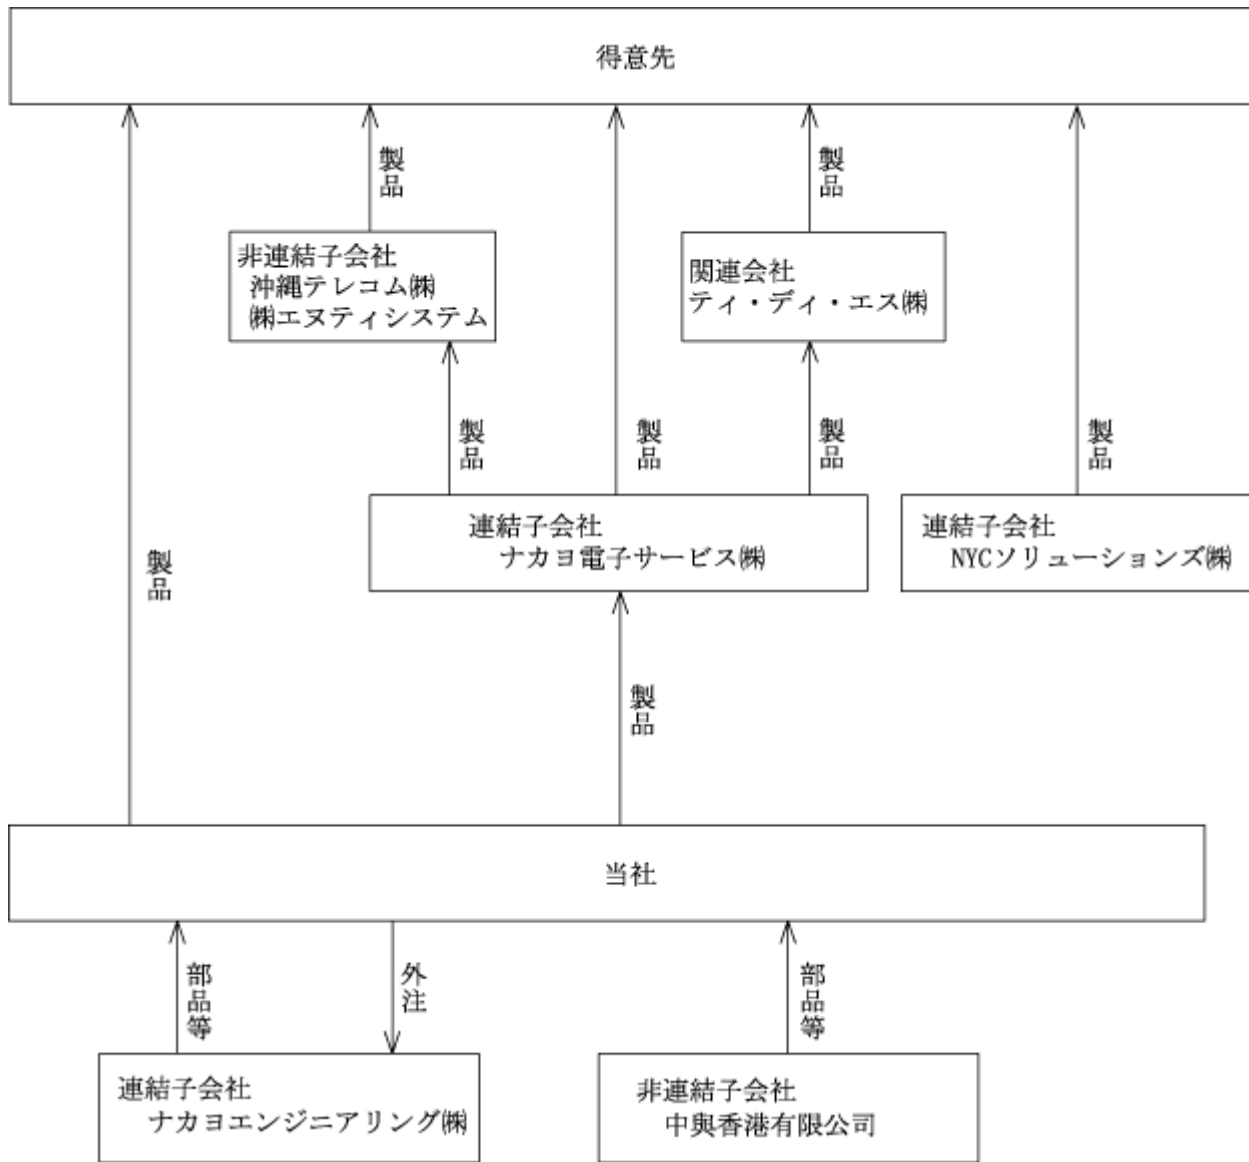 得意先
製品
製品
非連結子会社
沖縄テレコム㈱
㈱エヌティシステム
関連会社
ティ・ディ・エス㈱
製品
製品
製品
製品
連結子会社
ナカヨ電子サービス㈱
連結子会社
NYCソリューションズ㈱
製品
製品
当社
部品等
外注
部品等
連結子会社
ナカヨエンジニアリング㈱
非連結子会社
中與香港有限公司